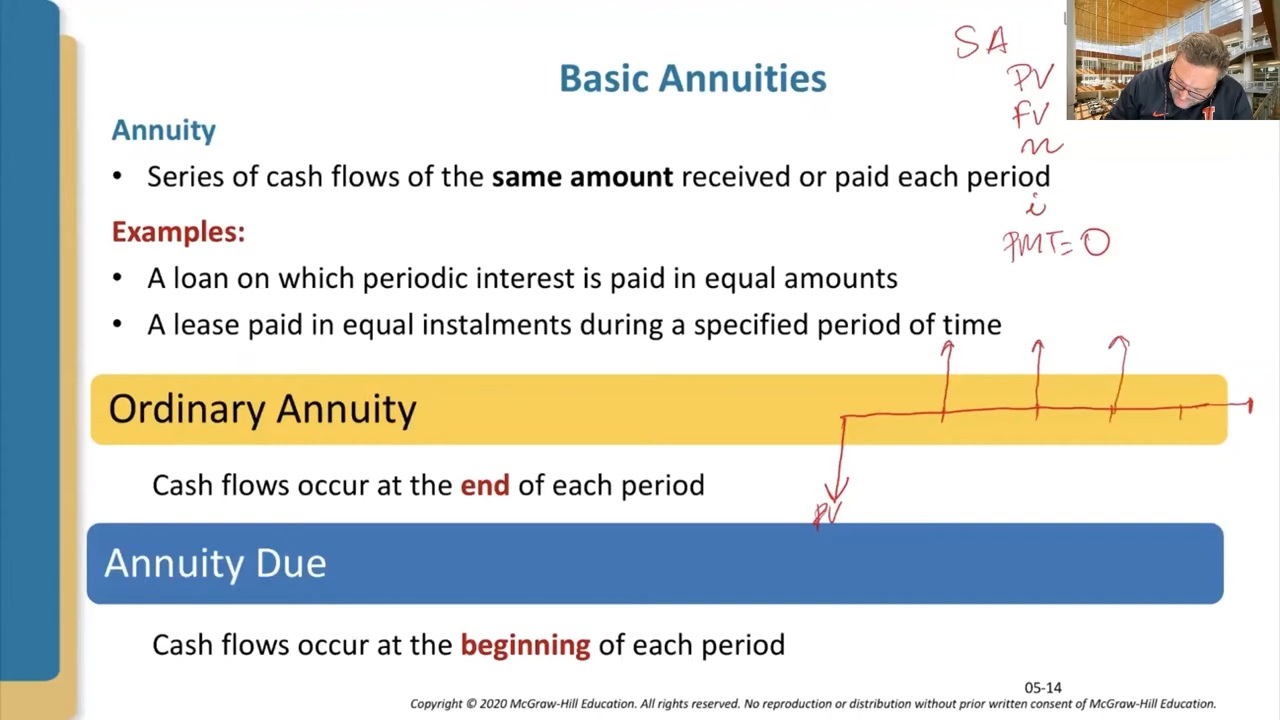 Basic Annuities
SA
PV
FV
n
i
PMT= 0
Annuity
• Series of cash flows of the same amount received or paid each period
Examples:
• A loan on which periodic interest is paid in equal amounts
• A lease paid in equal instalments during a specified period of time
Ordinary Annuity
Cash flows occur at the end of each period
PV
Annuity Due
Cash flows occur at the beginning of each period
05-14
Copyright © 2020 McGraw-Hill Education. All rights reserved. No reproduction or distribution without prior written consent of McGraw-Hill Education.